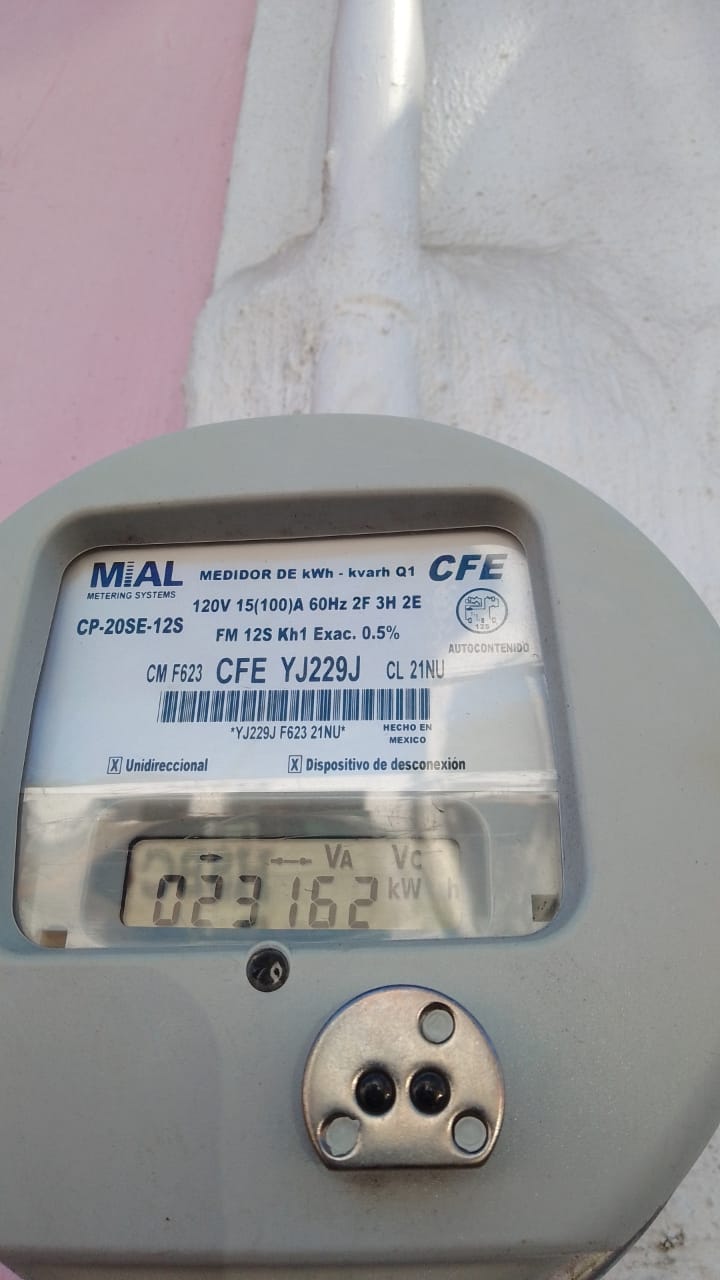 MIAL
METERING SYSTEMS
MEDIDOR DE kWh - kvarh Q1
CFE
120V 15(100)A 60Hz 2F 3H 2E
CP-20SE-12S
FM 12S Kh1 Exac. 0.5%
12S
AUTOCONTENIDO
CM F623 CFE YJ229J CL 21NU
*YJ229J F623 21NU*
HECHO EN
MEXICO
X Unidireccional
X Dispositivo de desconexión
VA VC
023162 kW h